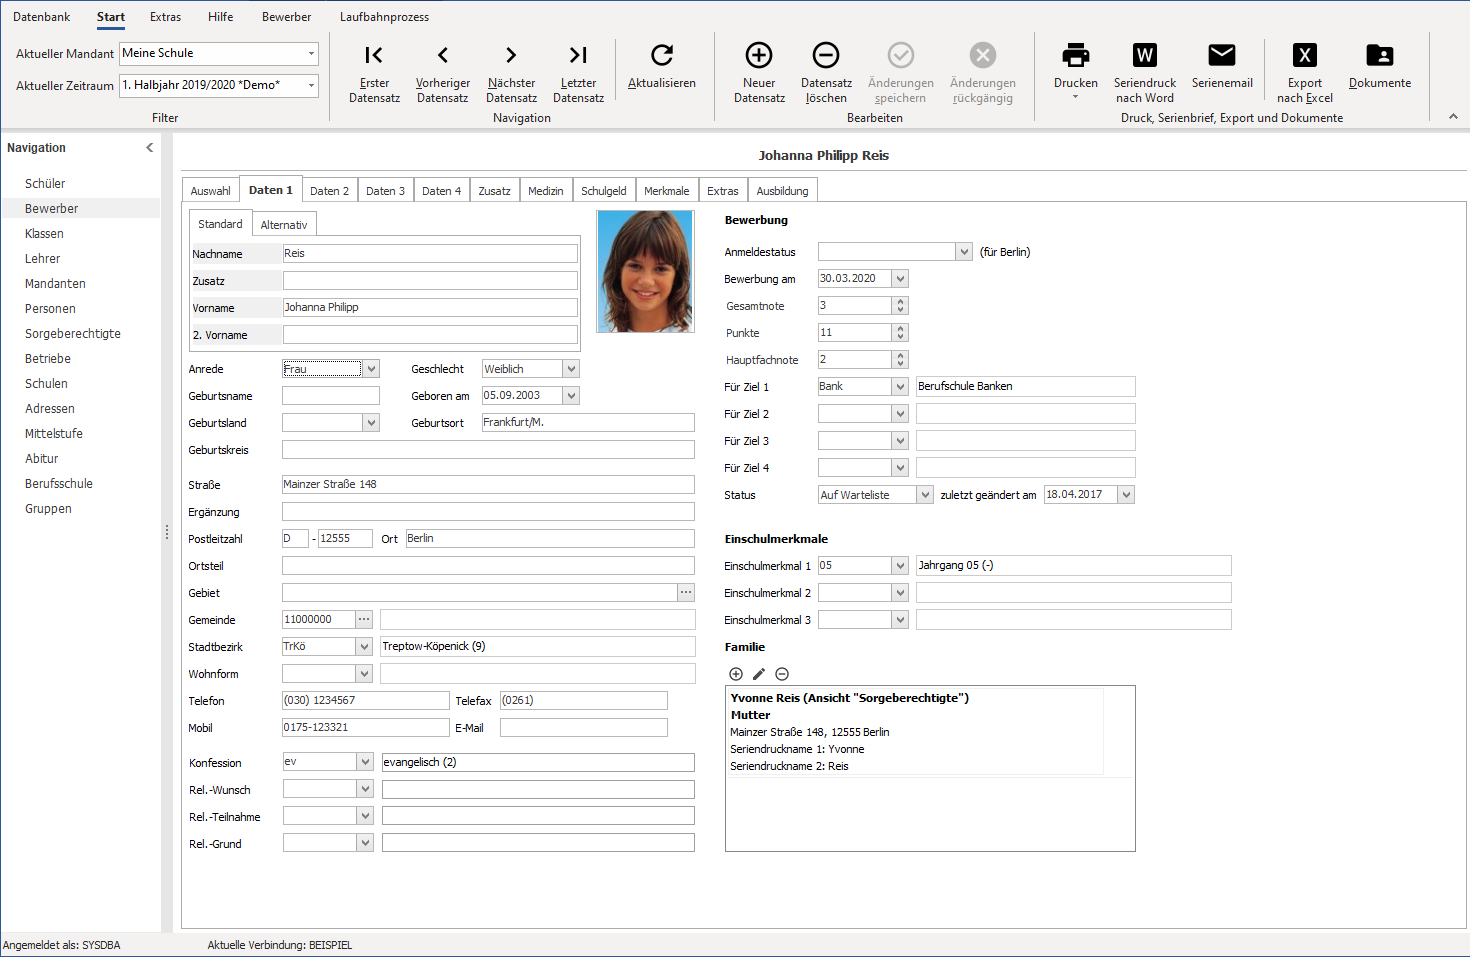 Datenbank Start Extras Hilfe Bewerber Laufbahnprozess
Aktueller Mandant Meine Schule
Aktueller Zeitraum 1. Halbjahr 2019/2020 *Demo*
Filter
Erster Datensatz
Vorheriger Datensatz
Nächster Datensatz
Letzter Datensatz
Aktualisieren
Navigation
Neuer Datensatz
Datensatz löschen
Änderungen speichern
Änderungen rückgängig
Bearbeiten
Drucken
Seriendruck nach Word
Serienemail
Export nach Excel
Dokumente
Druck, Serienbrief, Export und Dokumente
Navigation
Schüler
Bewerber
Klassen
Lehrer
Mandanten
Personen
Sorgeberechtigte
Betriebe
Schulen
Adressen
Mittelstufe
Abitur
Berufsschule
Gruppen
Johanna Philipp Reis
Auswahl Daten 1 Daten 2 Daten 3 Daten 4 Zusatz Medizin Schulgeld Merkmale Extras Ausbildung
Standard Alternativ
Nachname Reis
Zusatz
Vorname Johanna Philipp
2. Vorname
Anrede Frau Geschlecht Weiblich
Geburtsname Geboren am 05.09.2003
Geburtsland Geburtsort Frankfurt/M.
Geburtskreis
Straße Mainzer Straße 148
Ergänzung
Postleitzahl D - 12555 Ort Berlin
Ortsteil
Gebiet
Gemeinde 11000000
Stadtbezirk TrKö Treptow-Köpenick (9)
Wohnform
Telefon (030) 1234567 Telefax (0261)
Mobil 0175-123321 E-Mail
Konfession ev evangelisch (2)
Rel.-Wunsch
Rel.-Teilnahme
Rel.-Grund
Bewerbung
Anmeldestatus (für Berlin)
Bewerbung am 30.03.2020
Gesamtnote 3
Punkte 11
Hauptfachnote 2
Für Ziel 1 Bank Berufschule Banken
Für Ziel 2
Für Ziel 3
Für Ziel 4
Status Auf Warteliste zuletzt geändert am 18.04.2017
Einschulmerkmale
Einschulmerkmal 1 05 Jahrgang 05 (-)
Einschulmerkmal 2
Einschulmerkmal 3
Familie
Yvonne Reis (Ansicht "Sorgeberechtigte")
Mutter
Mainzer Straße 148, 12555 Berlin
Seriendruckname 1: Yvonne
Seriendruckname 2: Reis
Angemeldet als: SYSDBA Aktuelle Verbindung: BEISPIEL